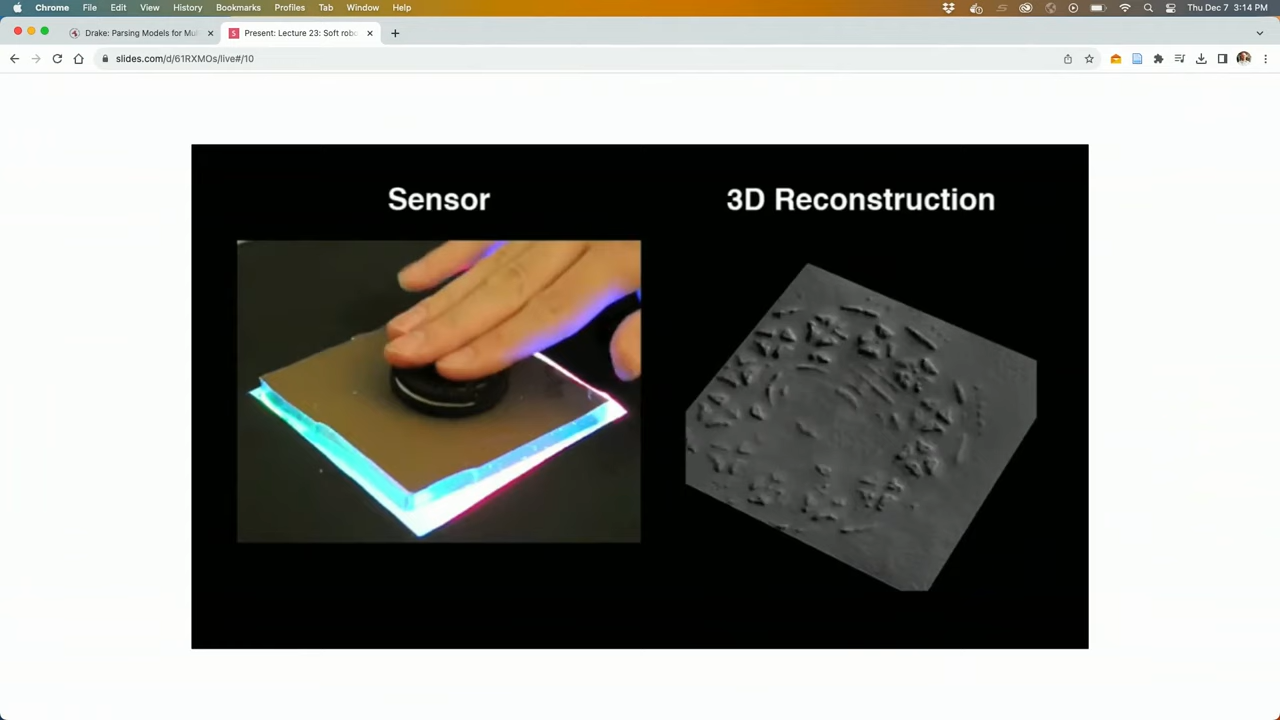 Chrome File Edit View History Bookmarks Profiles Tab Window Help Thu Dec 7 3:14 PM
Drake: Parsing Models for Mul Present: Lecture 23: Soft robo
slides.com/d/61RXMOs/live#/10
Sensor 3D Reconstruction